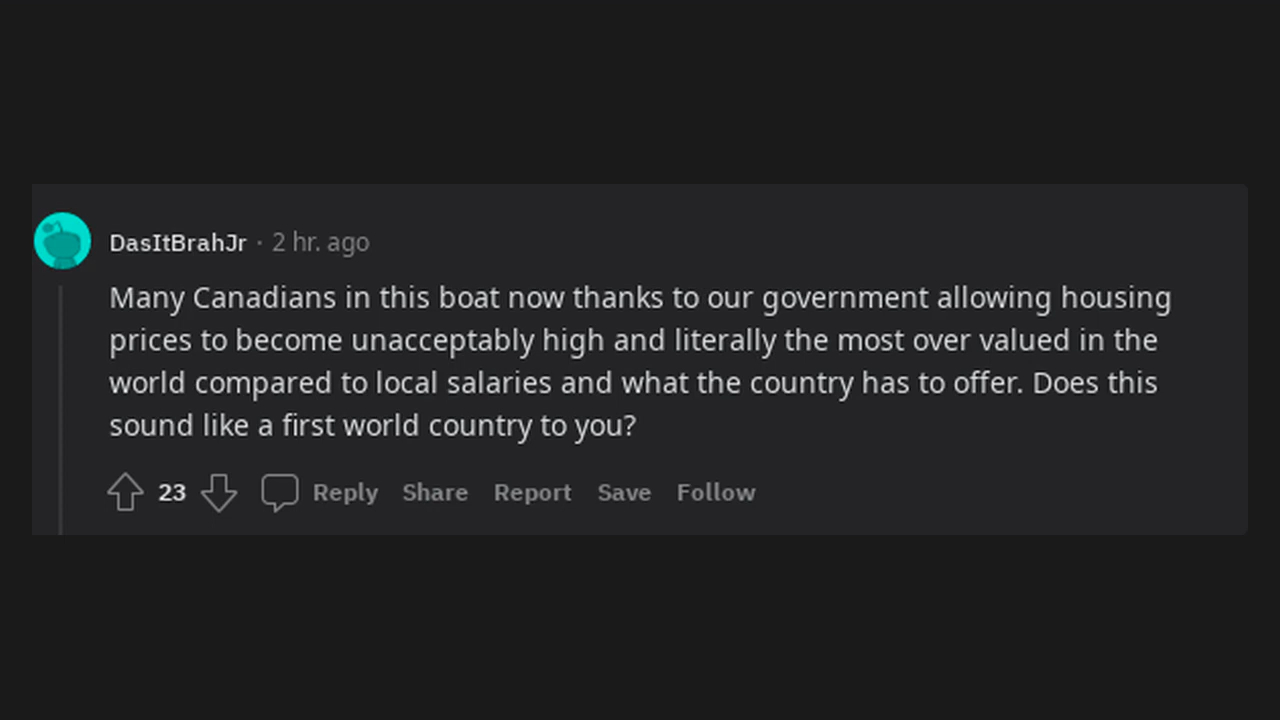 DasItBrahJr · 2 hr. ago
Many Canadians in this boat now thanks to our government allowing housing
prices to become unacceptably high and literally the most over valued in the
world compared to local salaries and what the country has to offer. Does this
sound like a first world country to you?
23 Reply Share Report Save Follow